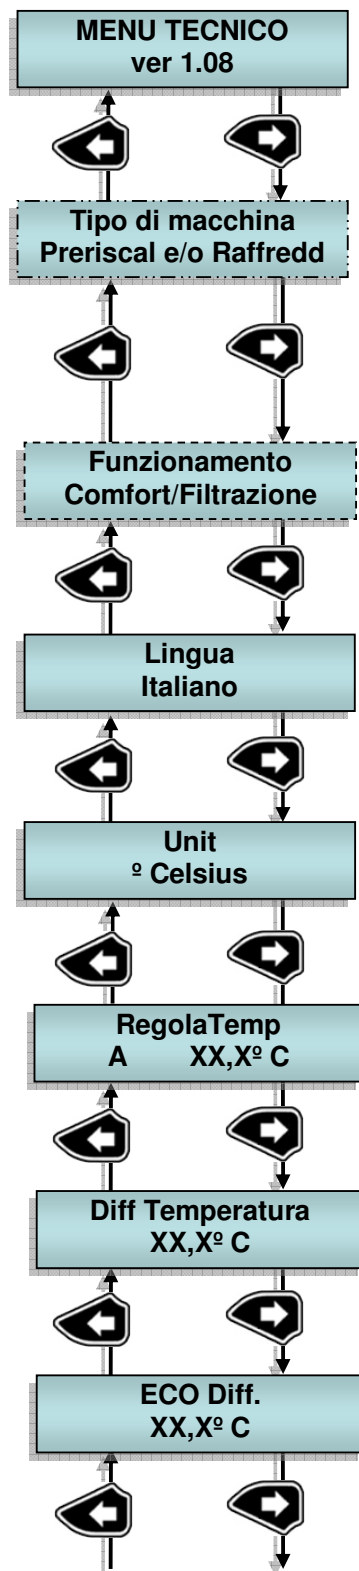 MENU TECNICO
ver 1.08
Tipo di macchina
Preriscal e/o Raffredd
Funzionamento
Comfort/Filtrazione
Lingua
Italiano
Unit
º Celsius
RegolaTemp
A XX,Xº C
Diff Temperatura
XX,Xº C
ECO Diff.
XX,Xº C